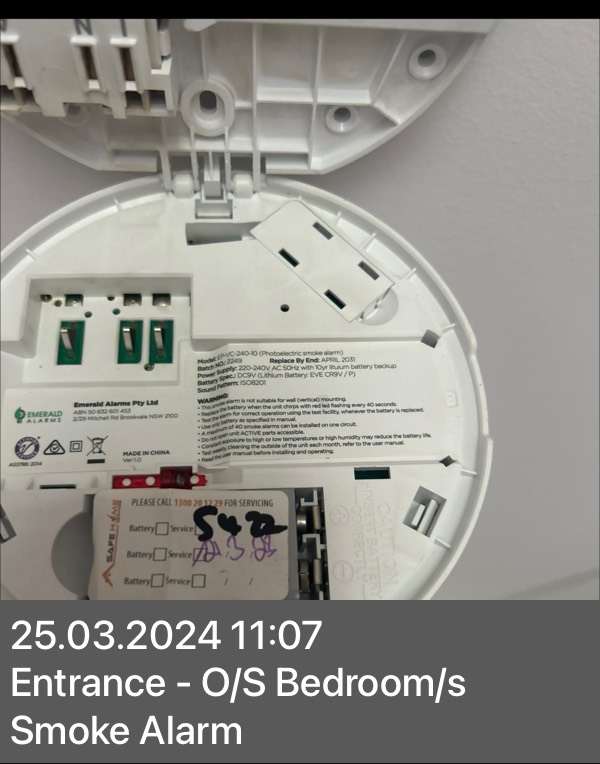 Model: EP-VC-240-10 (Photoelectric smoke alarm)
Batch NO.: 2249 Replace By End: APRIL 2031
Power Supply: 220-240V AC 50Hz with 10yr lituium battery backup
Battery Spec.: DC9V (Lithium Battery: EVE CR9V / P)
Sound Pattern: ISO8201
WARNING:
• This smoke alarm is not suitable for wall (vertical) mounting.
• Replace the battery when the unit chirps with red led flashing every 40 seconds.
• Test the alarm for correct operation using the test facility, whenever the battery is replaced.
• Use only battery as specified in manual.
• A maximum of 40 smoke alarms can be installed on one circuit.
• Do not open unit ACTIVE parts accessible.
• Constant exposure to high or low temperatures or high humidity may reduce the battery life.
• Test weekly, cleaning the outside of the unit each month, refer to the user manual.
• Read the user manual before installing and operating.
EMERALD
ALARMS
Emerald Alarms Pty Ltd
ABN 50 632 601 453
2/29 Mitchell Rd Brookvale NSW 2100
AS3786:2014
MADE IN CHINA
Ver:1.0
CAUTION
INSERT BATTERY
CORRECTLY
SAFE HOME
PLEASE CALL 1300 20 12 29 FOR SERVICING
Battery Service 5 4 22
Battery Service
Battery Service / /
25.03.2024 11:07
Entrance - O/S Bedroom/s
Smoke Alarm